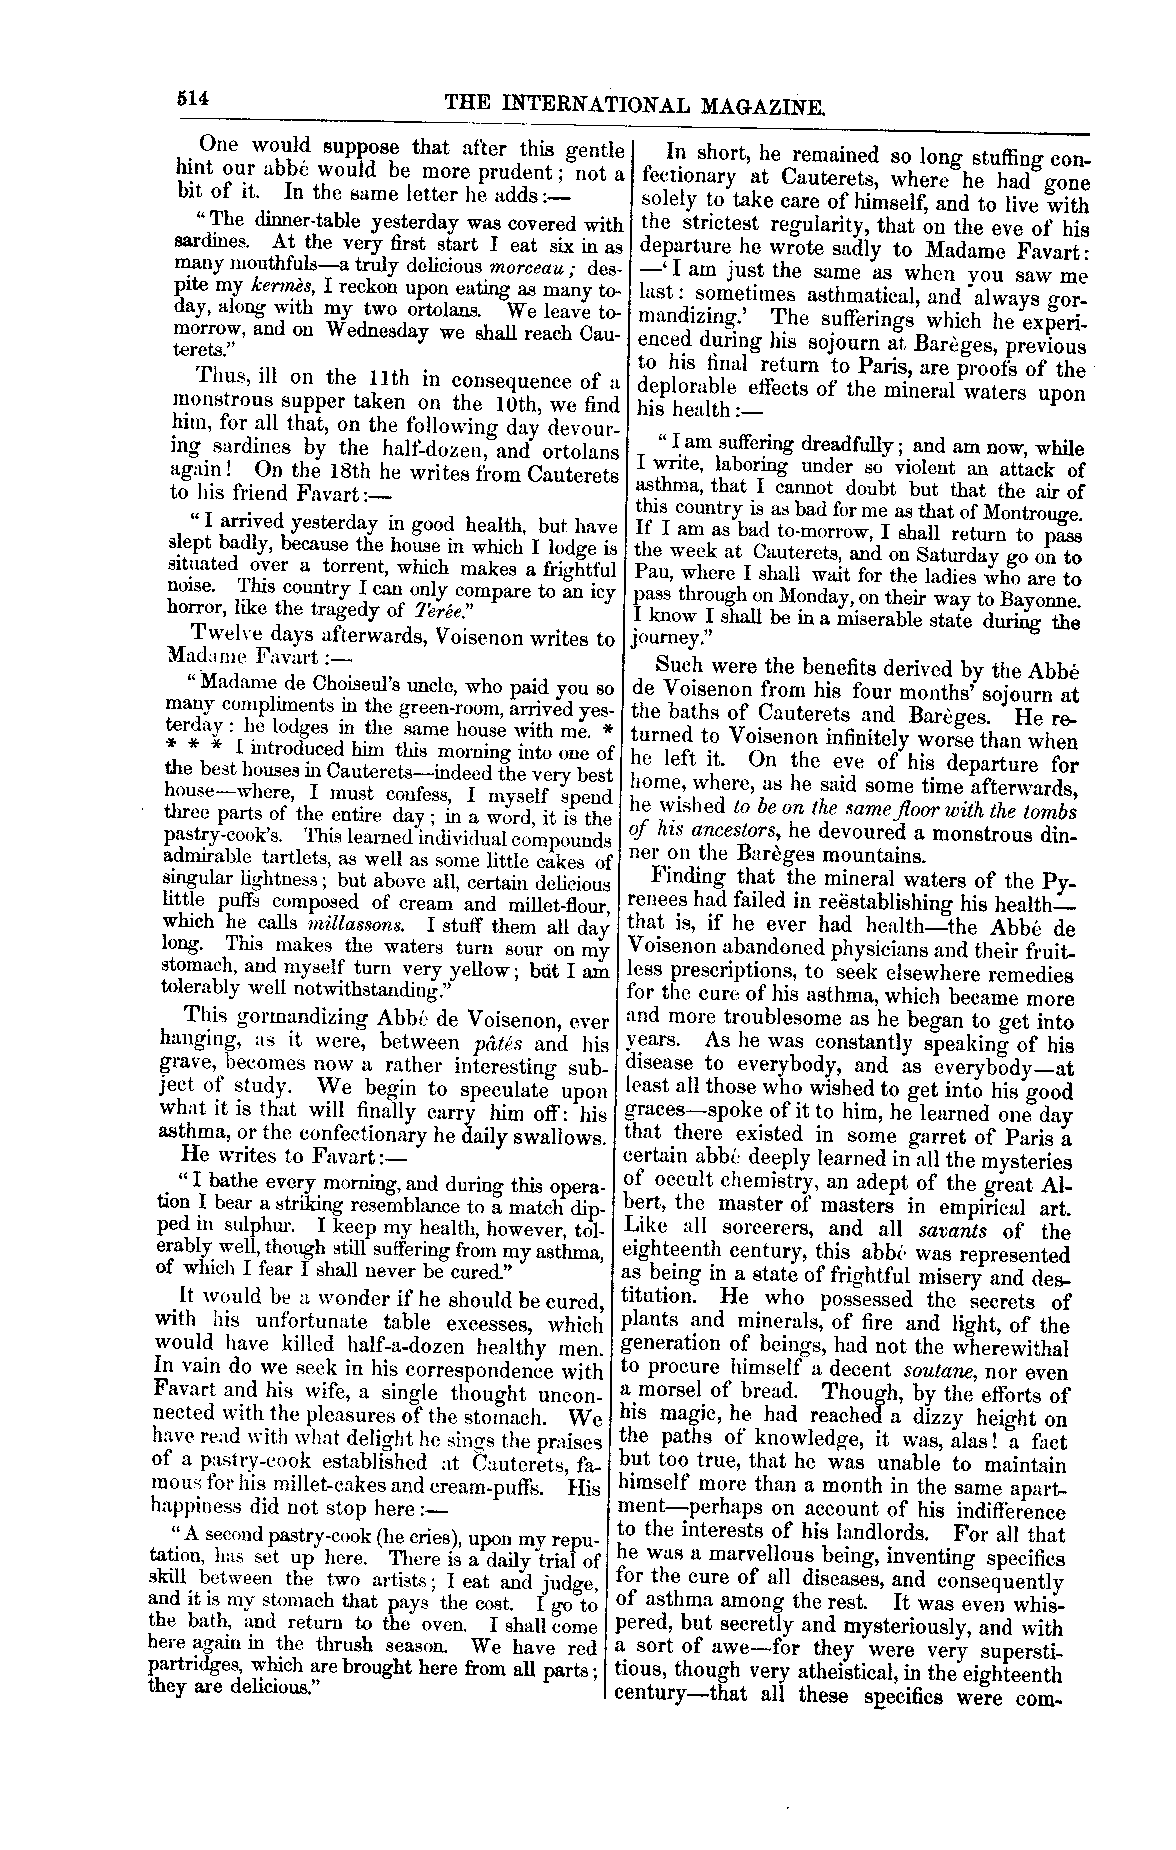 514
THE INTERNATIONAL MAGAZINE.
One would suppose that after this gentle
hint our abbé would be more prudent; not a
bit of it. In the same letter he adds:—
"The dinner-table yesterday was covered with
sardines. At the very first start I eat six in as
many mouthfuls—a truly delicious morceau; des-
pite my kermès, I reckon upon eating as many to-
day, along with my two ortolans. We leave to-
morrow, and on Wednesday we shall reach Cau-
terets."
Thus, ill on the 11th in consequence of a
monstrous supper taken on the 10th, we find
him, for all that, on the following day devour-
ing sardines by the half-dozen, and ortolans
again! On the 18th he writes from Cauterets
to his friend Favart:—
"I arrived yesterday in good health, but have
slept badly, because the house in which I lodge is
situated over a torrent, which makes a frightful
noise. This country I can only compare to an icy
horror, like the tragedy of Terée."
Twelve days afterwards, Voisenon writes to
Madame Favart:—
"Madame de Choiseul's uncle, who paid you so
many compliments in the green-room, arrived yes-
terday: he lodges in the same house with me. *
* * * I introduced him this morning into one of
the best houses in Cauterets—indeed the very best
house—where, I must confess, I myself spend
three parts of the entire day; in a word, it is the
pastry-cook's. This learned individual compounds
admirable tartlets, as well as some little cakes of
singular lightness; but above all, certain delicious
little puffs composed of cream and millet-flour,
which he calls millassons. I stuff them all day
long. This makes the waters turn sour on my
stomach, and myself turn very yellow; but I am
tolerably well notwithstanding."
This gormandizing Abbé de Voisenon, ever
hanging, as it were, between pâtés and his
grave, becomes now a rather interesting sub-
ject of study. We begin to speculate upon
what it is that will finally carry him off: his
asthma, or the confectionary he daily swallows.
He writes to Favart:—
"I bathe every morning, and during this opera-
tion I bear a striking resemblance to a match dip-
ped in sulphur. I keep my health, however, tol-
erably well, though still suffering from my asthma,
of which I fear I shall never be cured."
It would be a wonder if he should be cured,
with his unfortunate table excesses, which
would have killed half-a-dozen healthy men.
In vain do we seek in his correspondence with
Favart and his wife, a single thought uncon-
nected with the pleasures of the stomach. We
have read with what delight he sings the praises
of a pastry-cook established at Cauterets, fa-
mous for his millet-cakes and cream-puffs. His
happiness did not stop here:—
"A second pastry-cook (he cries), upon my repu-
tation, has set up here. There is a daily trial of
skill between the two artists; I eat and judge,
and it is my stomach that pays the cost. I go to
the bath, and return to the oven. I shall come
here again in the thrush season. We have red
partridges, which are brought here from all parts;
they are delicious."
In short, he remained so long stuffing con-
fectionary at Cauterets, where he had gone
solely to take care of himself, and to live with
the strictest regularity, that on the eve of his
departure he wrote sadly to Madame Favart:
—'I am just the same as when you saw me
last: sometimes asthmatical, and always gor-
mandizing.' The sufferings which he experi-
enced during his sojourn at Barèges, previous
to his final return to Paris, are proofs of the
deplorable effects of the mineral waters upon
his health:—
"I am suffering dreadfully; and am now, while
I write, laboring under so violent an attack of
asthma, that I cannot doubt but that the air of
this country is as bad for me as that of Montrouge.
If I am as bad to-morrow, I shall return to pass
the week at Cauterets, and on Saturday go on to
Pau, where I shall wait for the ladies who are to
pass through on Monday, on their way to Bayonne.
I know I shall be in a miserable state during the
journey."
Such were the benefits derived by the Abbé
de Voisenon from his four months' sojourn at
the baths of Cauterets and Barèges. He re-
turned to Voisenon infinitely worse than when
he left it. On the eve of his departure for
home, where, as he said some time afterwards,
he wished to be on the same floor with the tombs
of his ancestors, he devoured a monstrous din-
ner on the Barèges mountains.
Finding that the mineral waters of the Py-
renees had failed in reëstablishing his health—
that is, if he ever had health—the Abbé de
Voisenon abandoned physicians and their fruit-
less prescriptions, to seek elsewhere remedies
for the cure of his asthma, which became more
and more troublesome as he began to get into
years. As he was constantly speaking of his
disease to everybody, and as everybody—at
least all those who wished to get into his good
graces—spoke of it to him, he learned one day
that there existed in some garret of Paris a
certain abbé deeply learned in all the mysteries
of occult chemistry, an adept of the great Al-
bert, the master of masters in empirical art.
Like all sorcerers, and all savants of the
eighteenth century, this abbé was represented
as being in a state of frightful misery and des-
titution. He who possessed the secrets of
plants and minerals, of fire and light, of the
generation of beings, had not the wherewithal
to procure himself a decent soutane, nor even
a morsel of bread. Though, by the efforts of
his magic, he had reached a dizzy height on
the paths of knowledge, it was, alas! a fact
but too true, that he was unable to maintain
himself more than a month in the same apart-
ment—perhaps on account of his indifference
to the interests of his landlords. For all that
he was a marvellous being, inventing specifics
for the cure of all diseases, and consequently
of asthma among the rest. It was even whis-
pered, but secretly and mysteriously, and with
a sort of awe—for they were very supersti-
tious, though very atheistical, in the eighteenth
century—that all these specifics were com-